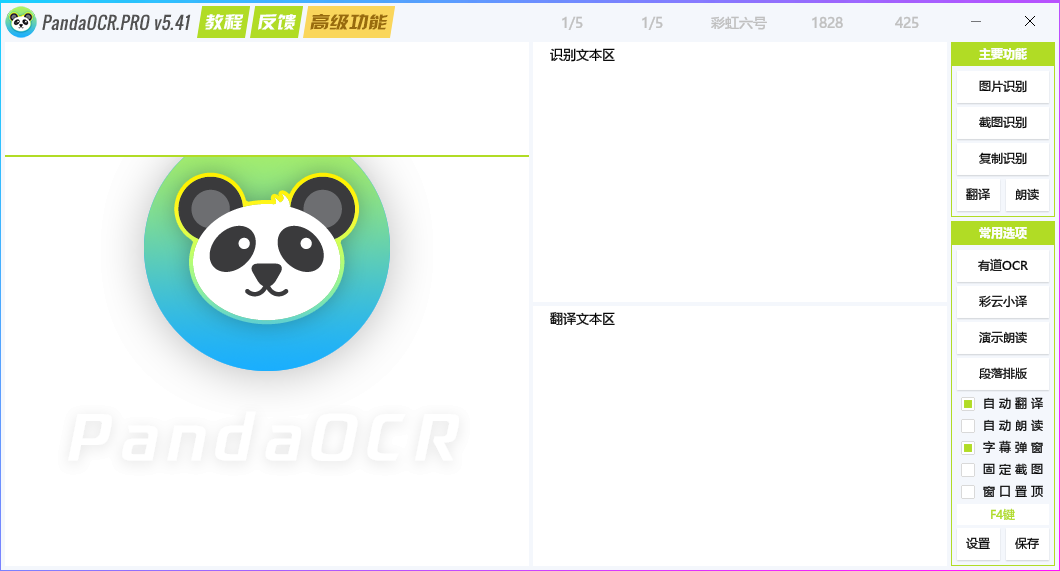 PandaOCR.PRO v5.41 教程 反馈 高级功能 1/5 1/5 彩虹六号 1828 425
识别文本区
翻译文本区
PandaOCR
主要功能
图片识别
截图识别
复制识别
翻译 朗读
常用选项
有道OCR
彩云小译
演示朗读
段落排版
自动翻译
自动朗读
字幕弹窗
固定截图
窗口置顶
F4键
设置 保存